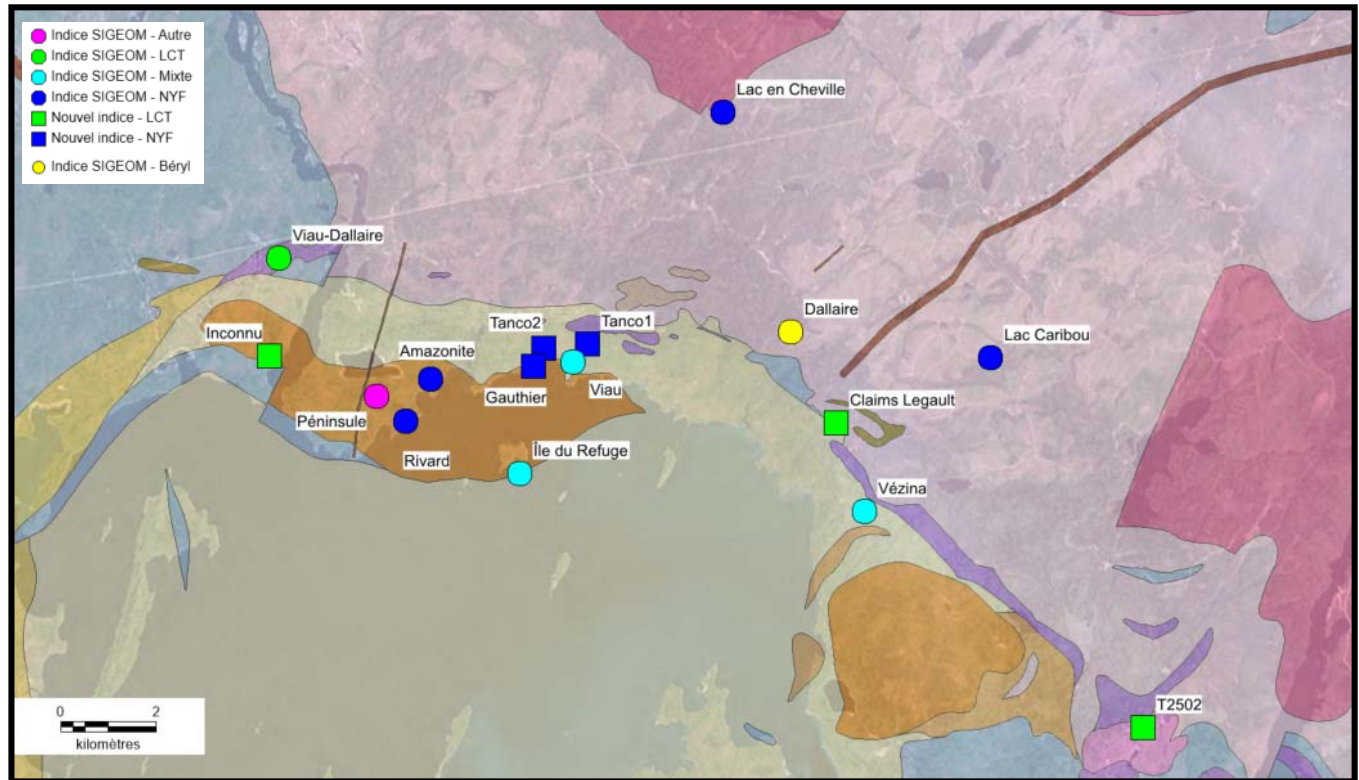 Indice SIGEOM - Autre
Indice SIGEOM - LCT
Indice SIGEOM - Mixte
Indice SIGEOM - NYF
Nouvel indice - LCT
Nouvel indice - NYF
Indice SIGEOM - Béryl
Lac en Cheville
Viau-Dallaire
Dallaire
Tanco2
Tanco1
Inconnu
Lac Caribou
Amazonite
Gauthier
Viau
Claims Legault
Péninsule
Île du Refuge
Rivard
Vézina
T2502
0 2
kilomètres